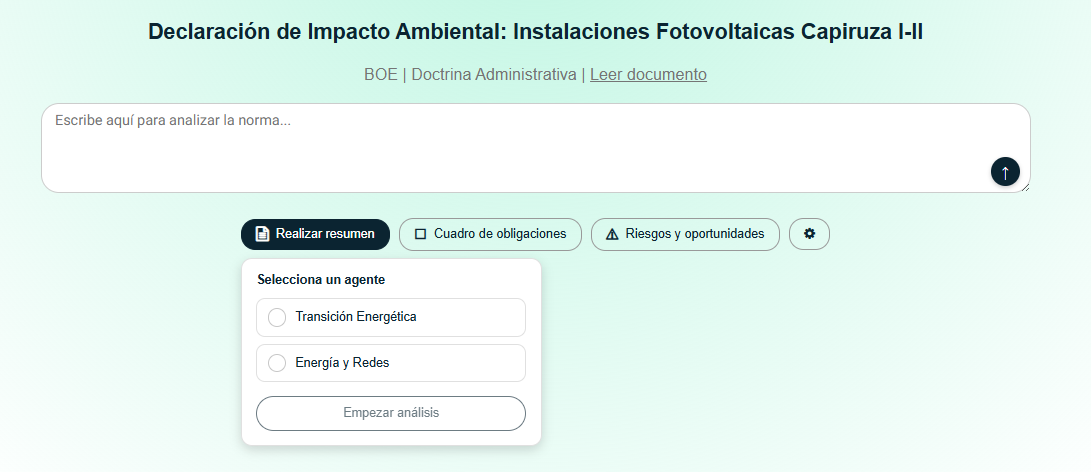 Declaración de Impacto Ambiental: Instalaciones Fotovoltaicas Capiruza I-II
BOE | Doctrina Administrativa | Leer documento
Escribe aquí para analizar la norma...
Realizar resumen
Cuadro de obligaciones
Riesgos y oportunidades
Selecciona un agente
Transición Energética
Energía y Redes
Empezar análisis